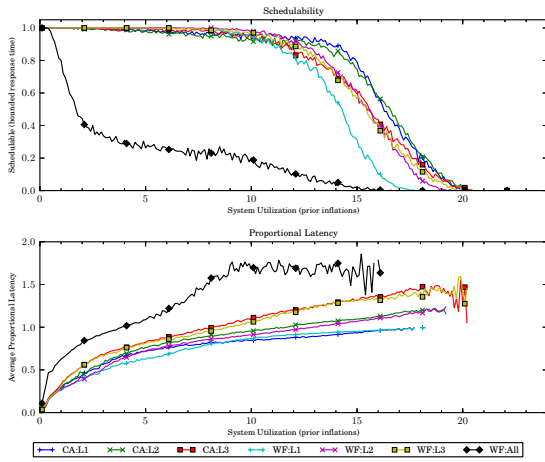 Schedulability
1.0
0.8
0.6
0.4
0.2
0.0
Schedulable (bounded response time)
0 5 10 15 20
System Utilization (prior inflations)
Proportional Latency
2.0
1.5
1.0
0.5
0.0
Average Proportional Latency
0 5 10 15 20
System Utilization (prior inflations)
CA:L1 CA:L2 CA:L3 WF:L1 WF:L2 WF:L3 WF:All